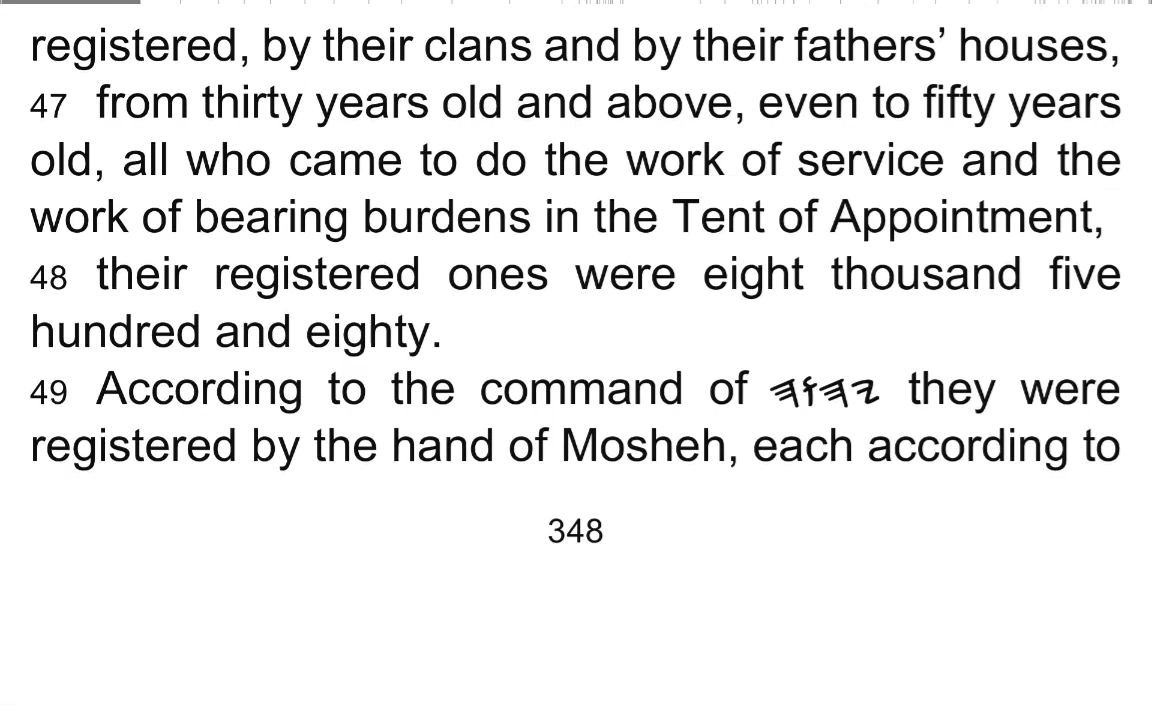 registered, by their clans and by their fathers’ houses,
47 from thirty years old and above, even to fifty years
old, all who came to do the work of service and the
work of bearing burdens in the Tent of Appointment,
48 their registered ones were eight thousand five
hundred and eighty.
49 According to the command of 𐤉𐤄𐤅𐤄 they were
registered by the hand of Mosheh, each according to
348